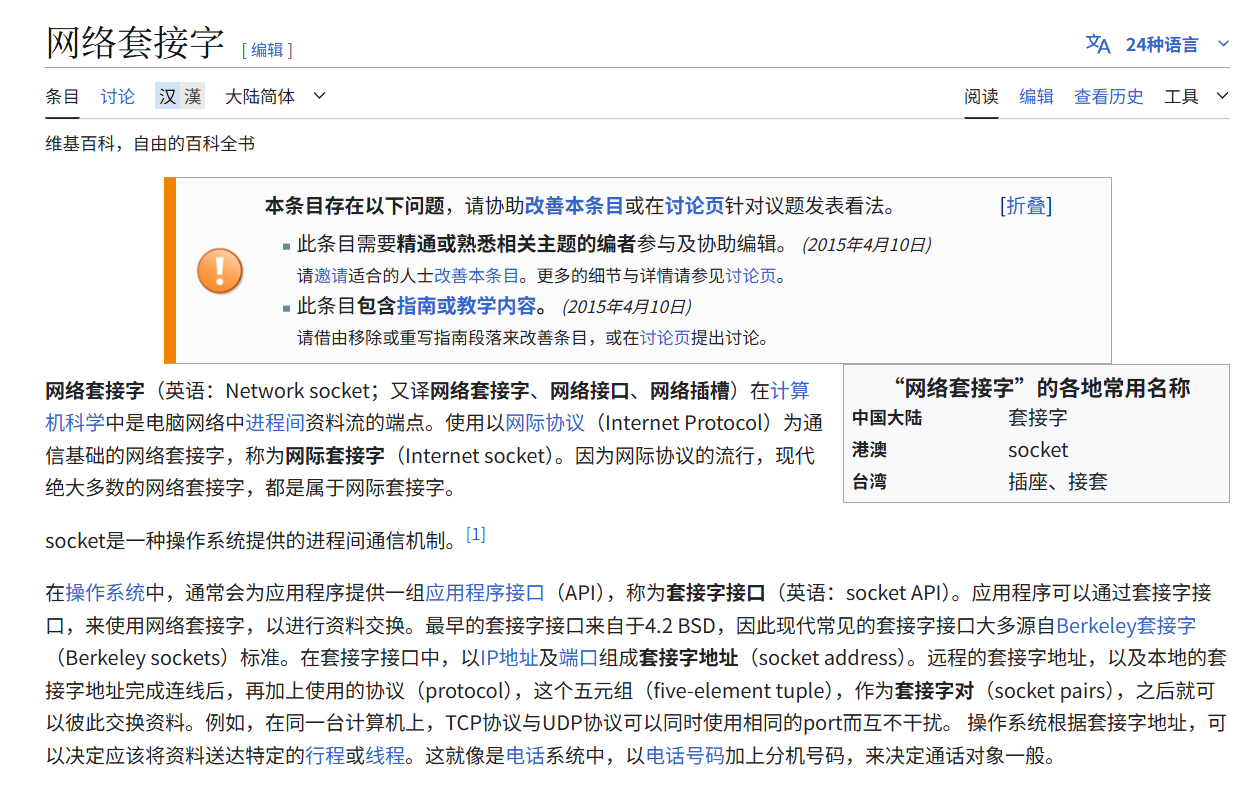 网络套接字 [ 编辑 ]
24种语言
条目 讨论 汉 漢 大陆简体
阅读 编辑 查看历史 工具
维基百科，自由的百科全书
本条目存在以下问题，请协助改善本条目或在讨论页针对议题发表看法。 [折叠]
此条目需要精通或熟悉相关主题的编者参与及协助编辑。 (2015年4月10日)
请邀请适合的人士改善本条目。更多的细节与详情请参见讨论页。
此条目包含指南或教学内容。 (2015年4月10日)
请借由移除或重写指南段落来改善条目，或在讨论页提出讨论。
网络套接字（英语：Network socket；又译网络套接字、网络接口、网络插槽）在计算
机科学中是电脑网络中进程间资料流的端点。使用以网际协议（Internet Protocol）为通
信基础的网络套接字，称为网际套接字（Internet socket）。因为网际协议的流行，现代
绝大多数的网络套接字，都是属于网际套接字。
“网络套接字”的各地常用名称
中国大陆 套接字
港澳 socket
台湾 插座、接套
socket是一种操作系统提供的进程间通信机制。[1]
在操作系统中，通常会为应用程序提供一组应用程序接口（API），称为套接字接口（英语：socket API）。应用程序可以通过套接字接
口，来使用网络套接字，以进行资料交换。最早的套接字接口来自于4.2 BSD，因此现代常见的套接字接口大多源自Berkeley套接字
（Berkeley sockets）标准。在套接字接口中，以IP地址及端口组成套接字地址（socket address）。远程的套接字地址，以及本地的套
接字地址完成连线后，再加上使用的协议（protocol），这个五元组（five-element tuple），作为套接字对（socket pairs），之后就可
以彼此交换资料。例如，在同一台计算机上，TCP协议与UDP协议可以同时使用相同的port而互不干扰。 操作系统根据套接字地址，可
以决定应该将资料送达特定的行程或线程。这就像是电话系统中，以电话号码加上分机号码，来决定通话对象一般。